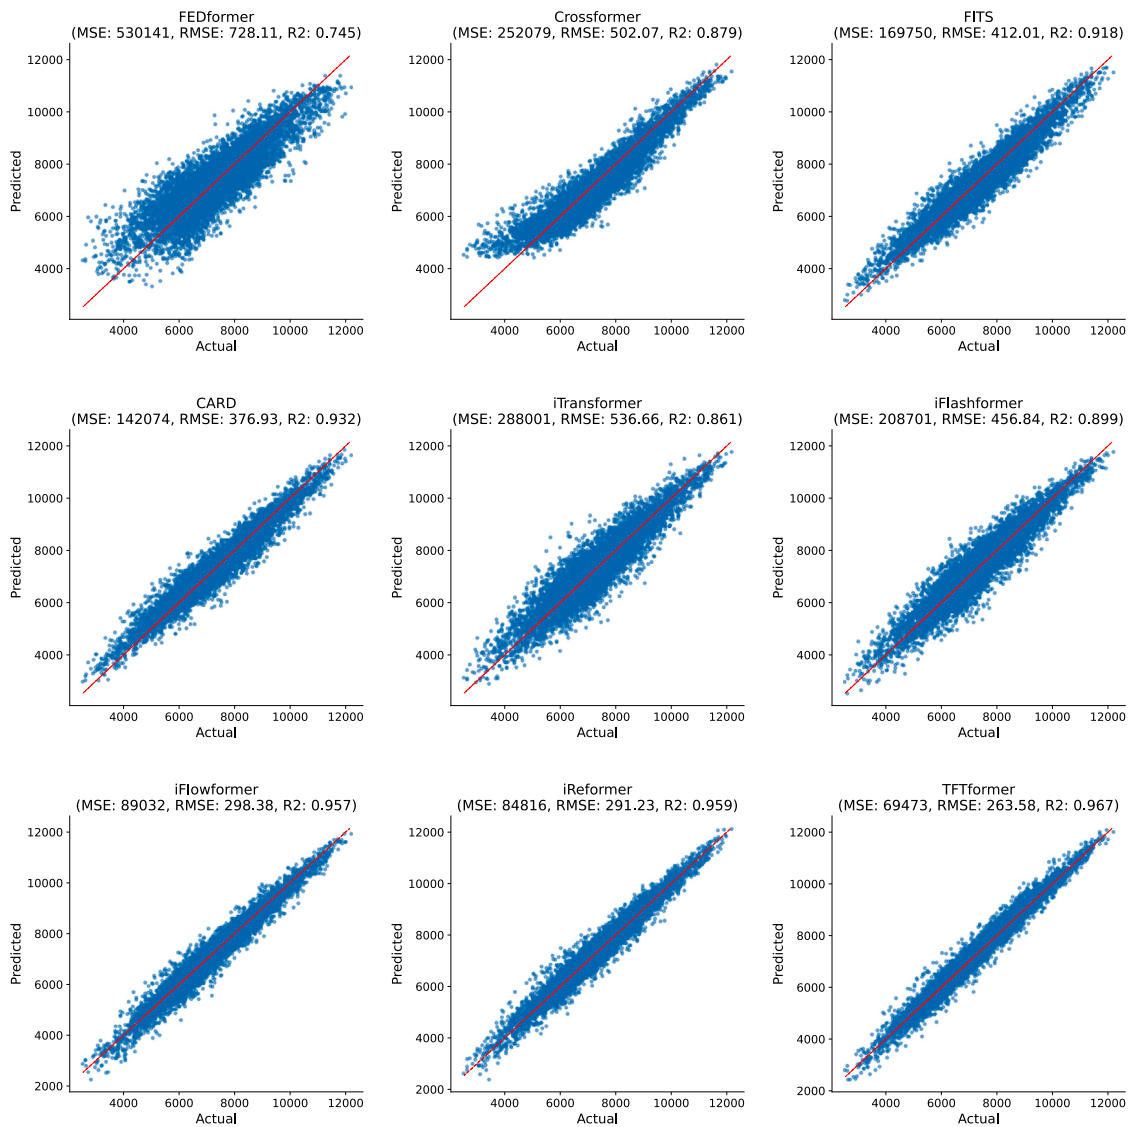 FEDformer
(MSE: 530141, RMSE: 728.11, R2: 0.745)
12000
10000
8000
6000
4000
Predicted
4000 6000 8000 10000 12000
Actual
Crossformer
(MSE: 252079, RMSE: 502.07, R2: 0.879)
12000
10000
8000
6000
4000
Predicted
4000 6000 8000 10000 12000
Actual
FITS
(MSE: 169750, RMSE: 412.01, R2: 0.918)
12000
10000
8000
6000
4000
Predicted
4000 6000 8000 10000 12000
Actual
CARD
(MSE: 142074, RMSE: 376.93, R2: 0.932)
12000
10000
8000
6000
4000
Predicted
4000 6000 8000 10000 12000
Actual
iTransformer
(MSE: 288001, RMSE: 536.66, R2: 0.861)
12000
10000
8000
6000
4000
Predicted
4000 6000 8000 10000 12000
Actual
iFlashformer
(MSE: 208701, RMSE: 456.84, R2: 0.899)
12000
10000
8000
6000
4000
Predicted
4000 6000 8000 10000 12000
Actual
iFlowformer
(MSE: 89032, RMSE: 298.38, R2: 0.957)
12000
10000
8000
6000
4000
2000
Predicted
4000 6000 8000 10000 12000
Actual
iReformer
(MSE: 84816, RMSE: 291.23, R2: 0.959)
12000
10000
8000
6000
4000
2000
Predicted
4000 6000 8000 10000 12000
Actual
TFTformer
(MSE: 69473, RMSE: 263.58, R2: 0.967)
12000
10000
8000
6000
4000
2000
Predicted
4000 6000 8000 10000 12000
Actual